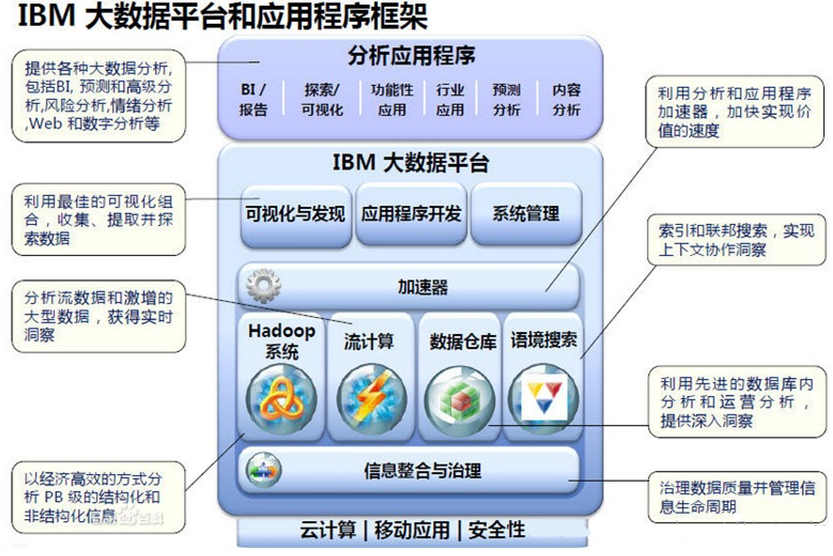 IBM 大数据平台和应用程序框架
提供各种大数据分析,
包括BI, 预测和高级分
析,风险分析,情绪分析
,Web 和数字分析等
分析应用程序
BI /
报告
探索/
可视化
功能性
应用
行业
应用
预测
分析
内容
分析
利用分析和应用程序
加速器，加快实现价
值的速度
IBM 大数据平台
利用最佳的可视化组
合，收集、提取并探
索数据
可视化与发现
应用程序开发
系统管理
索引和联邦搜索，实现
上下文协作洞察
分析流数据和激增的
大型数据，获得实时
洞察
加速器
Hadoop
系统
流计算
数据仓库
语境搜索
利用先进的数据库内
分析和运营分析，
提供深入洞察
以经济高效的方式分
析 PB 级的结构化和
非结构化信息
信息整合与治理
治理数据质量并管理信
息生命周期
云计算 | 移动应用 | 安全性